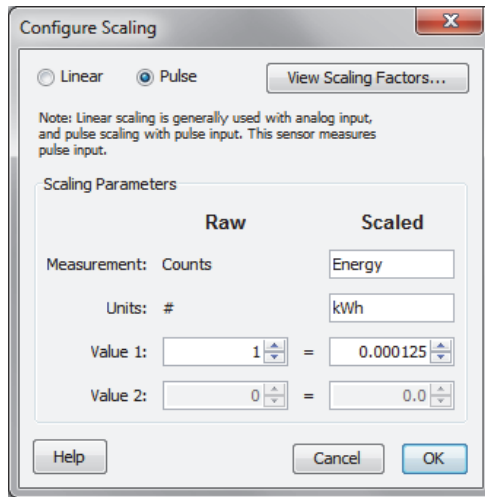 Configure Scaling
Linear Pulse View Scaling Factors...
Note: Linear scaling is generally used with analog input,
and pulse scaling with pulse input. This sensor measures
pulse input.
Scaling Parameters
Raw Scaled
Measurement: Counts Energy
Units: # kWh
Value 1: 1 = 0.000125
Value 2: 0 = 0.0
Help Cancel OK